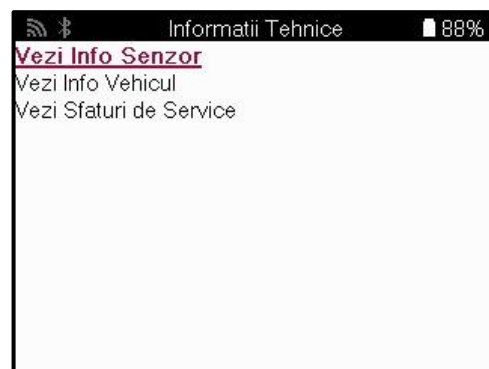 Informatii Tehnice 88%
Vezi Info Senzor
Vezi Info Vehicul
Vezi Sfaturi de Service